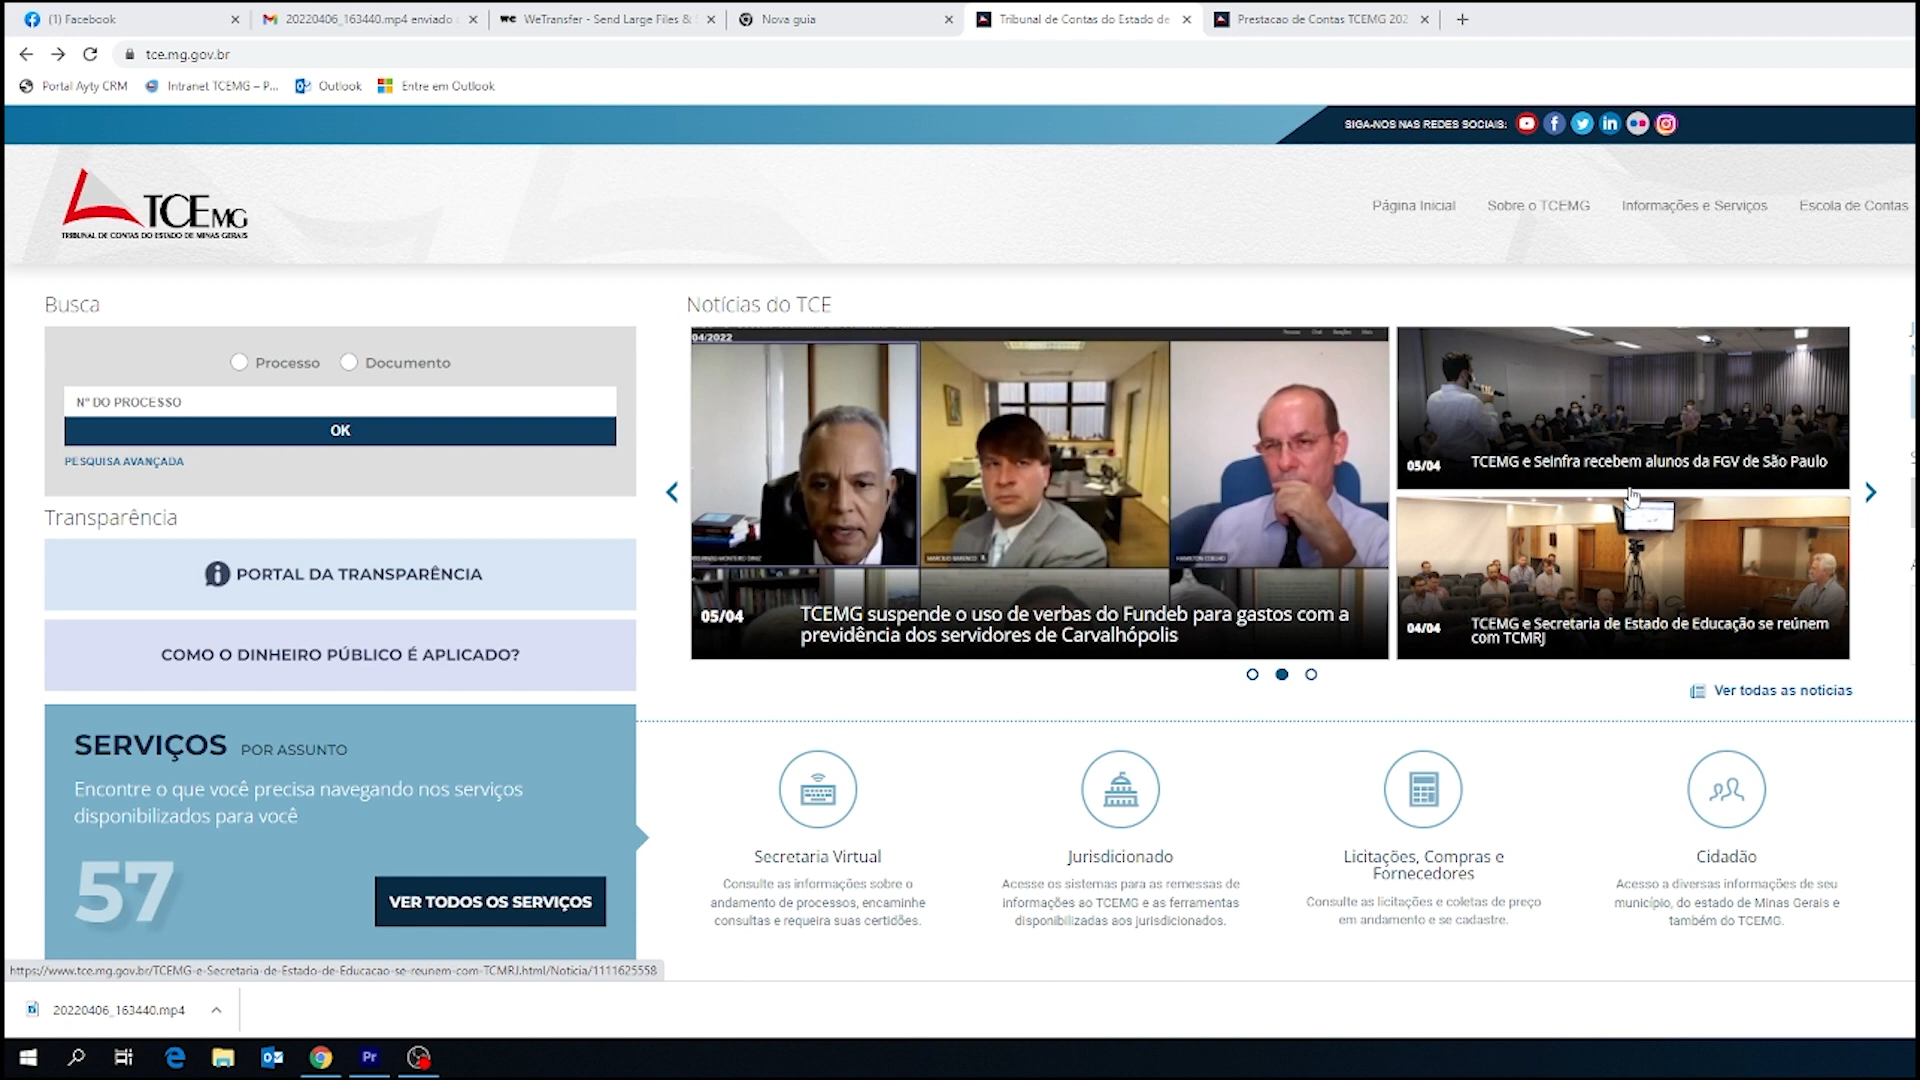 (1) Facebook
20220406_163440.mp4 enviado
WeTransfer - Send Large Files &
Nova guia
Tribunal de Contas do Estado de
Prestacao de Contas TCEMG 202
tce.mg.gov.br
Portal Ayty CRM
Intranet TCEMG – P...
Outlook
Entre em Outlook
SIGA-NOS NAS REDES SOCIAIS:
TCEMG
TRIBUNAL DE CONTAS DO ESTADO DE MINAS GERAIS
Página Inicial
Sobre o TCEMG
Informações e Serviços
Escola de Contas
Busca
Processo
Documento
Nº DO PROCESSO
OK
PESQUISA AVANÇADA
Transparência
PORTAL DA TRANSPARÊNCIA
COMO O DINHEIRO PÚBLICO É APLICADO?
SERVIÇOS POR ASSUNTO
Encontre o que você precisa navegando nos serviços
disponibilizados para você
57
VER TODOS OS SERVIÇOS
Notícias do TCE
04/2022
HAMILTON COELHO
05/04
TCEMG suspende o uso de verbas do Fundeb para gastos com a
previdência dos servidores de Carvalhópolis
05/04
TCEMG e Seinfra recebem alunos da FGV de São Paulo
04/04
TCEMG e Secretaria de Estado de Educação se reúnem
com TCMRJ
Ver todas as notícias
Secretaria Virtual
Consulte as informações sobre o
andamento de processos, encaminhe
consultas e requeira suas certidões.
Jurisdicionado
Acesse os sistemas para as remessas de
informações ao TCEMG e as ferramentas
disponibilizadas aos jurisdicionados.
Licitações, Compras e
Fornecedores
Consulte as licitações e coletas de preço
em andamento e se cadastre.
Cidadão
Acesso a diversas informações de seu
município, do estado de Minas Gerais e
também do TCEMG.
https://www.tce.mg.gov.br/TCEMG-e-Secretaria-de-Estado-de-Educacao-se-reunem-com-TCMRJ.html/Noticia/1111625558
20220406_163440.mp4
Pr